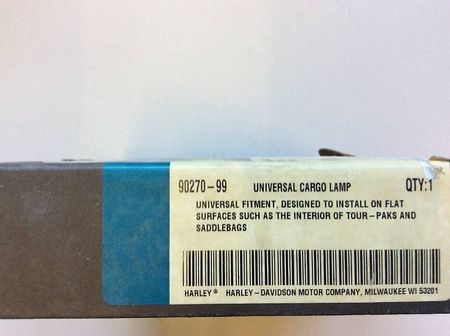 90270-99 UNIVERSAL CARGO LAMP QTY:1
UNIVERSAL FITMENT, DESIGNED TO INSTALL ON FLAT
SURFACES SUCH AS THE INTERIOR OF TOUR-PAKS AND
SADDLEBAGS
HARLEY® HARLEY-DAVIDSON MOTOR COMPANY, MILWAUKEE WI 53201